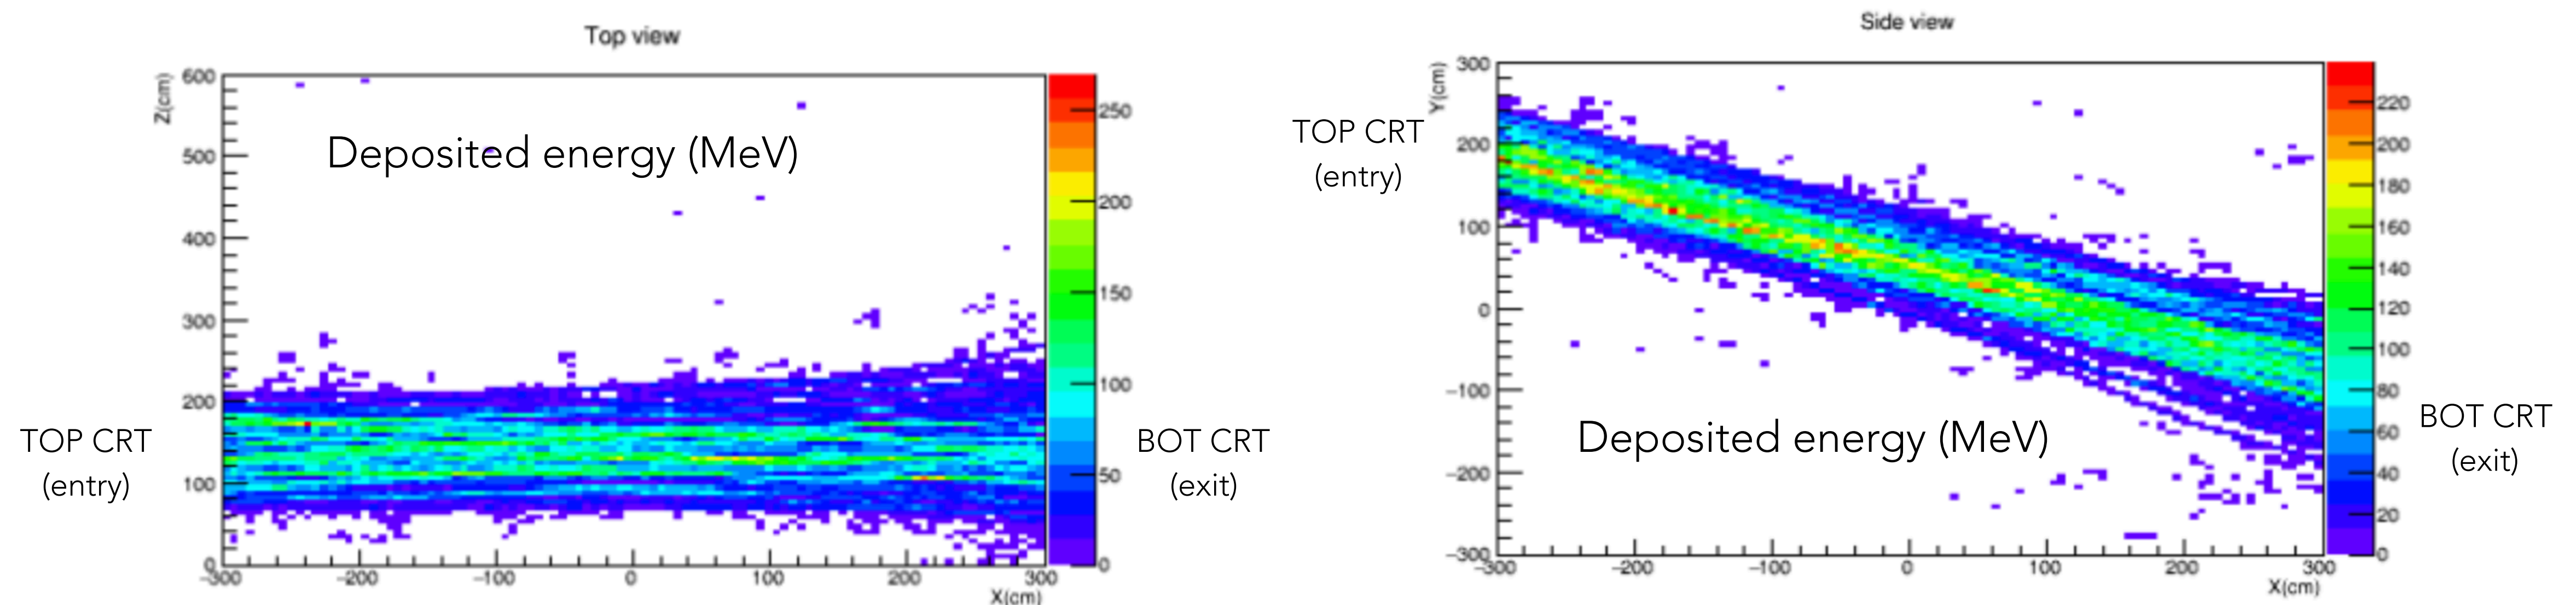 Top view
Z(cm)
600
500
400
300
200
100
0
−300
−200
−100
0
100
200
300
X(cm)
Deposited energy (MeV)
TOP CRT
(entry)
250
200
150
100
50
0
BOT CRT
(exit)
Side view
Y(cm)
300
200
100
0
−100
−200
−300
−300
−200
−100
0
100
200
300
X(cm)
TOP CRT
(entry)
Deposited energy (MeV)
220
200
180
160
140
120
100
80
60
40
20
0
BOT CRT
(exit)